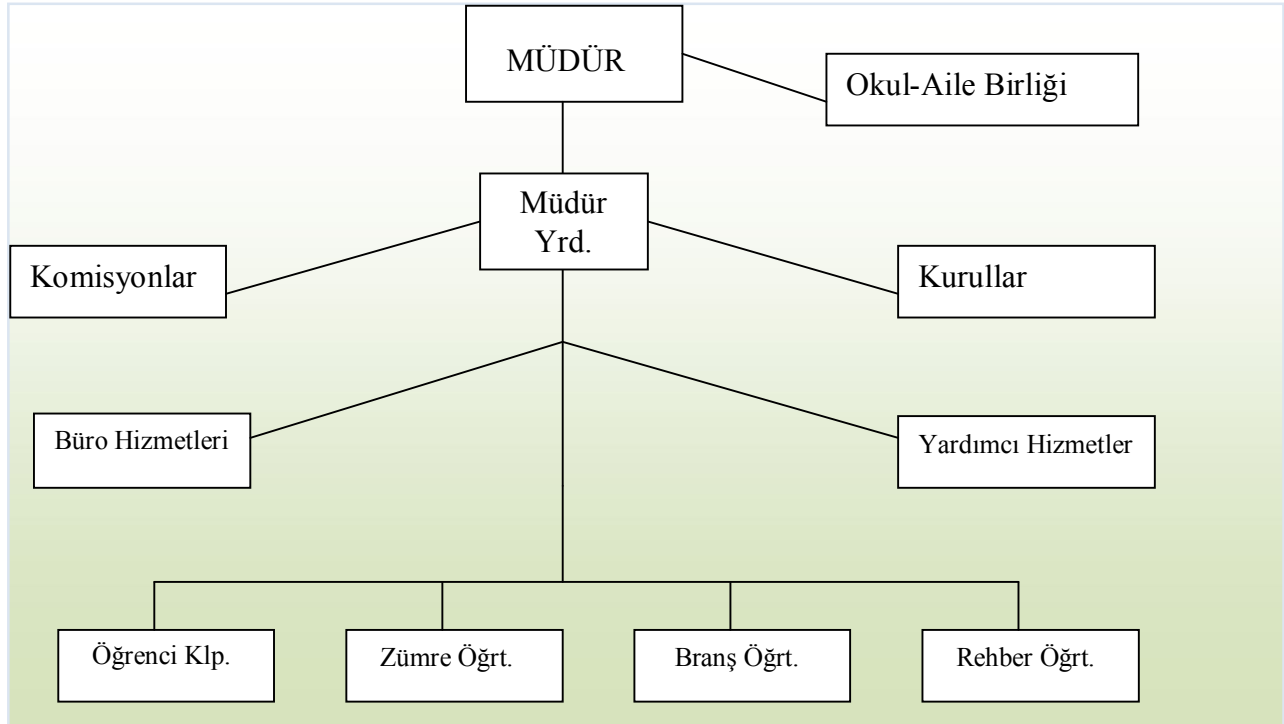 MÜDÜR
Okul-Aile Birliği
Müdür
Yrd.
Komisyonlar
Kurullar
Büro Hizmetleri
Yardımcı Hizmetler
Öğrenci Klp.
Zümre Öğrt.
Branş Öğrt.
Rehber Öğrt.